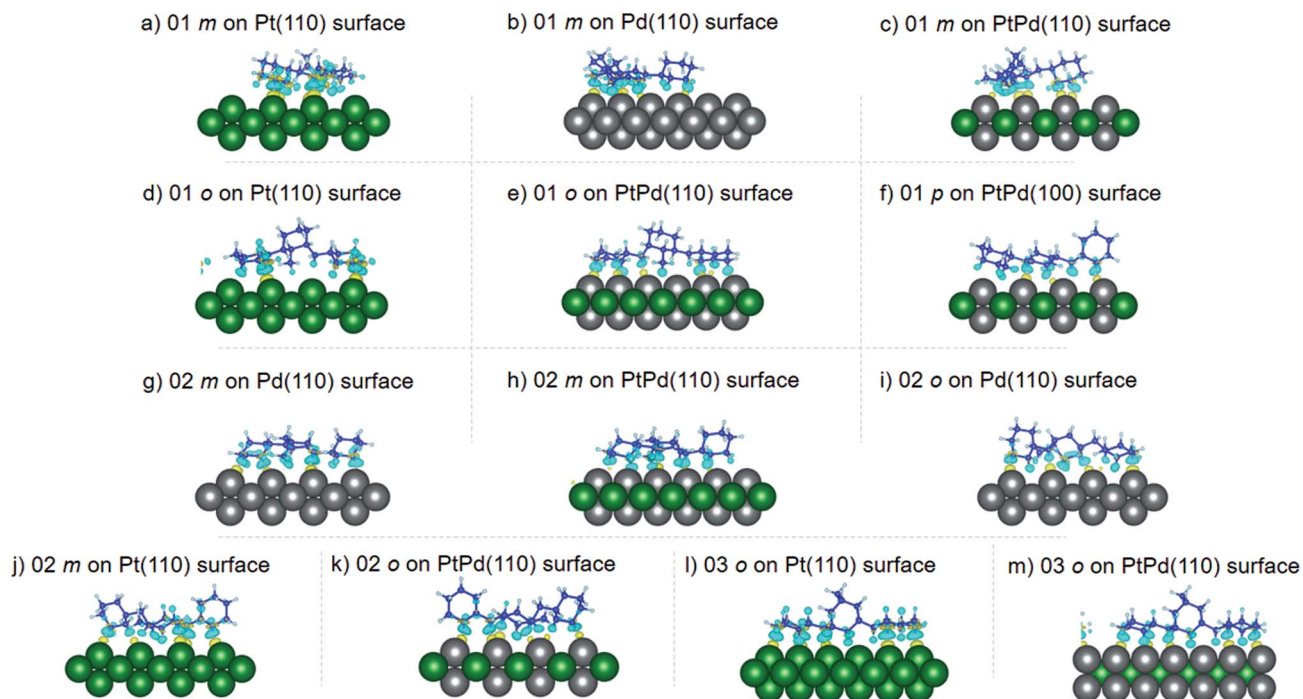 a) 01 m on Pt(110) surface
b) 01 m on Pd(110) surface
c) 01 m on PtPd(110) surface
d) 01 o on Pt(110) surface
e) 01 o on PtPd(110) surface
f) 01 p on PtPd(100) surface
g) 02 m on Pd(110) surface
h) 02 m on PtPd(110) surface
i) 02 o on Pd(110) surface
j) 02 m on Pt(110) surface
k) 02 o on PtPd(110) surface
l) 03 o on Pt(110) surface
m) 03 o on PtPd(110) surface